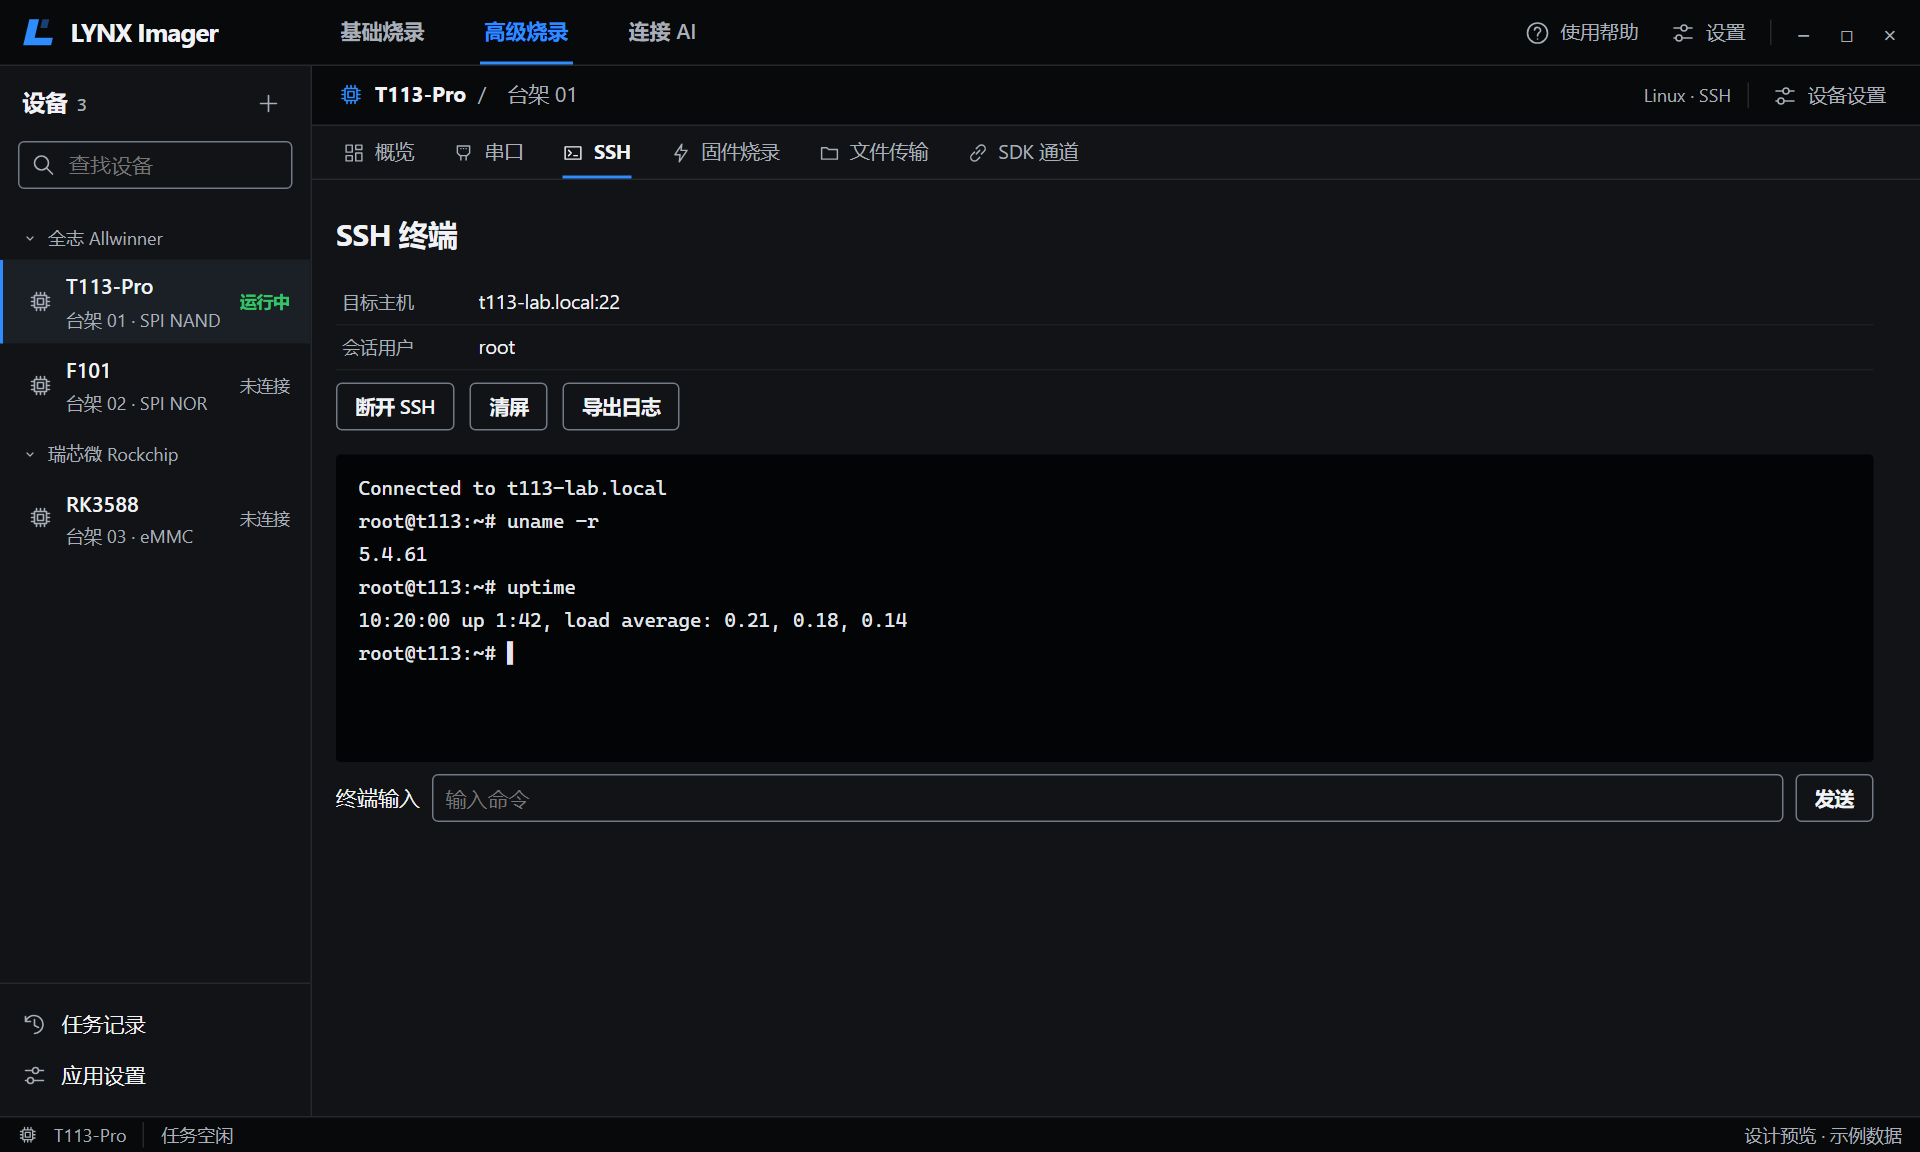 LYNX Imager
基础烧录
高级烧录
连接 AI
使用帮助
设置
设备 3
查找设备
全志 Allwinner
T113-Pro
台架 01 · SPI NAND
运行中
F101
台架 02 · SPI NOR
未连接
瑞芯微 Rockchip
RK3588
台架 03 · eMMC
未连接
任务记录
应用设置
T113-Pro / 台架 01
Linux · SSH
设备设置
概览
串口
SSH
固件烧录
文件传输
SDK 通道
SSH 终端
目标主机 t113-lab.local:22
会话用户 root
断开 SSH
清屏
导出日志
Connected to t113-lab.local
root@t113:~# uname -r
5.4.61
root@t113:~# uptime
10:20:00 up 1:42, load average: 0.21, 0.18, 0.14
root@t113:~#
终端输入
输入命令
发送
T113-Pro
任务空闲
设计预览 · 示例数据